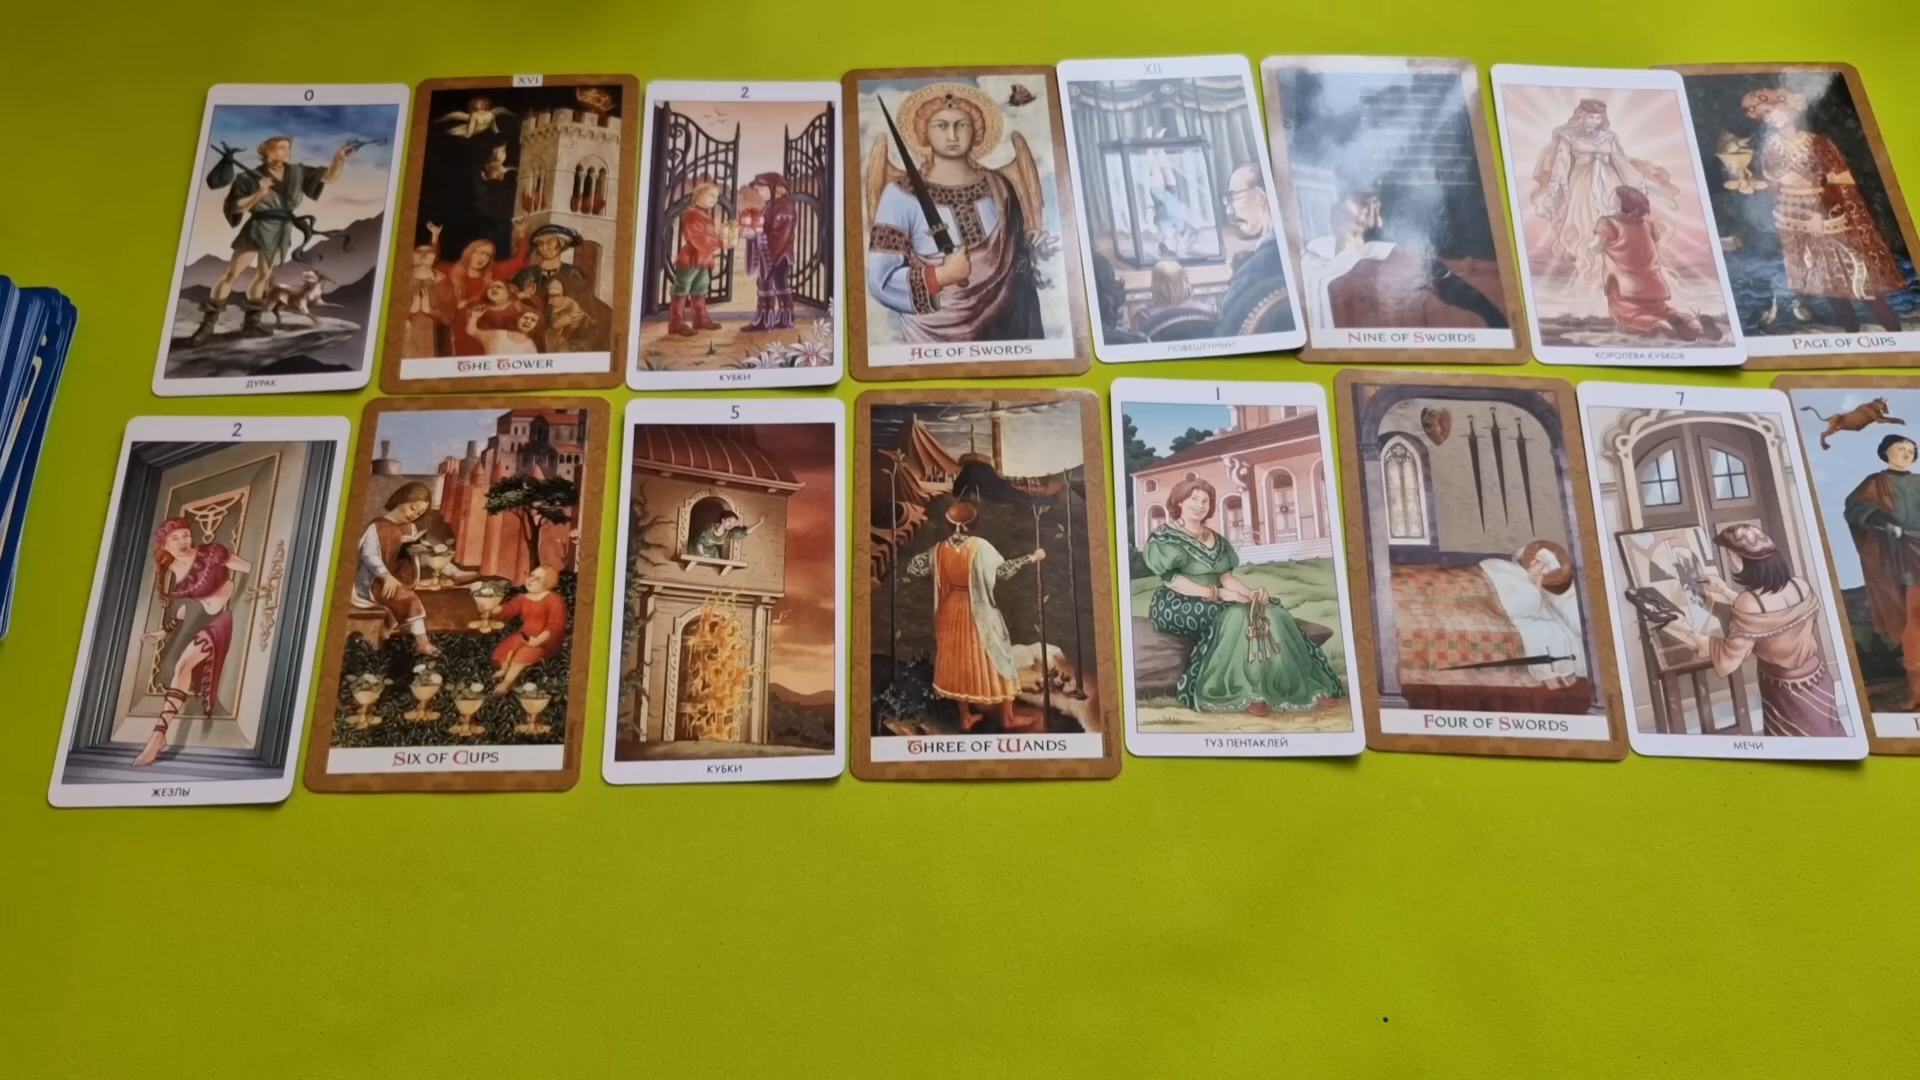 0
ДУРАК
XVI
THE TOWER
2
КУБКИ
ACE OF SWORDS
XII
ПОВЕШЕННЫЙ
NINE OF SWORDS
КОРОЛЕВА КУБКОВ
PAGE OF CUPS
2
ЖЕЗЛЫ
SIX OF CUPS
5
КУБКИ
THREE OF WANDS
I
ТУЗ ПЕНТАКЛЕЙ
FOUR OF SWORDS
7
МЕЧИ